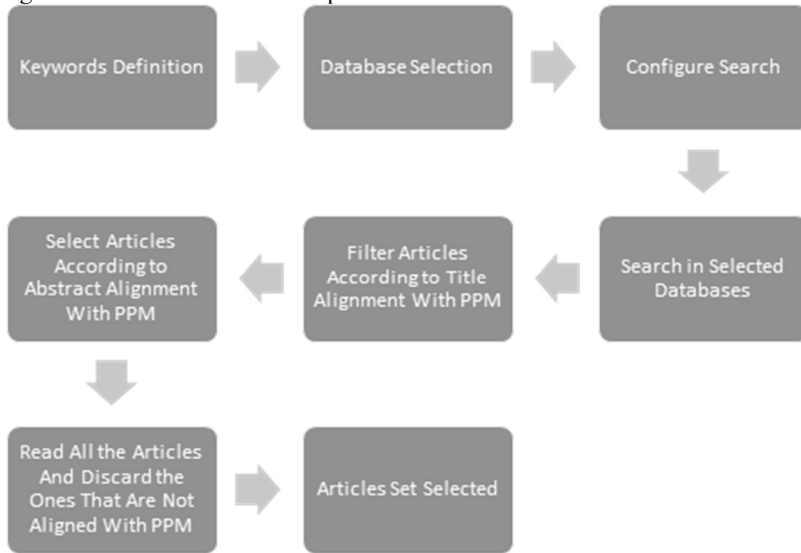 Keywords Definition
Database Selection
Configure Search
Search in Selected
Databases
Filter Articles
According to Title
Alignment With PPM
Select Articles
According to
Abstract Alignment
With PPM
Read All the Articles
And Discard the
Ones That Are Not
Aligned With PPM
Articles Set Selected